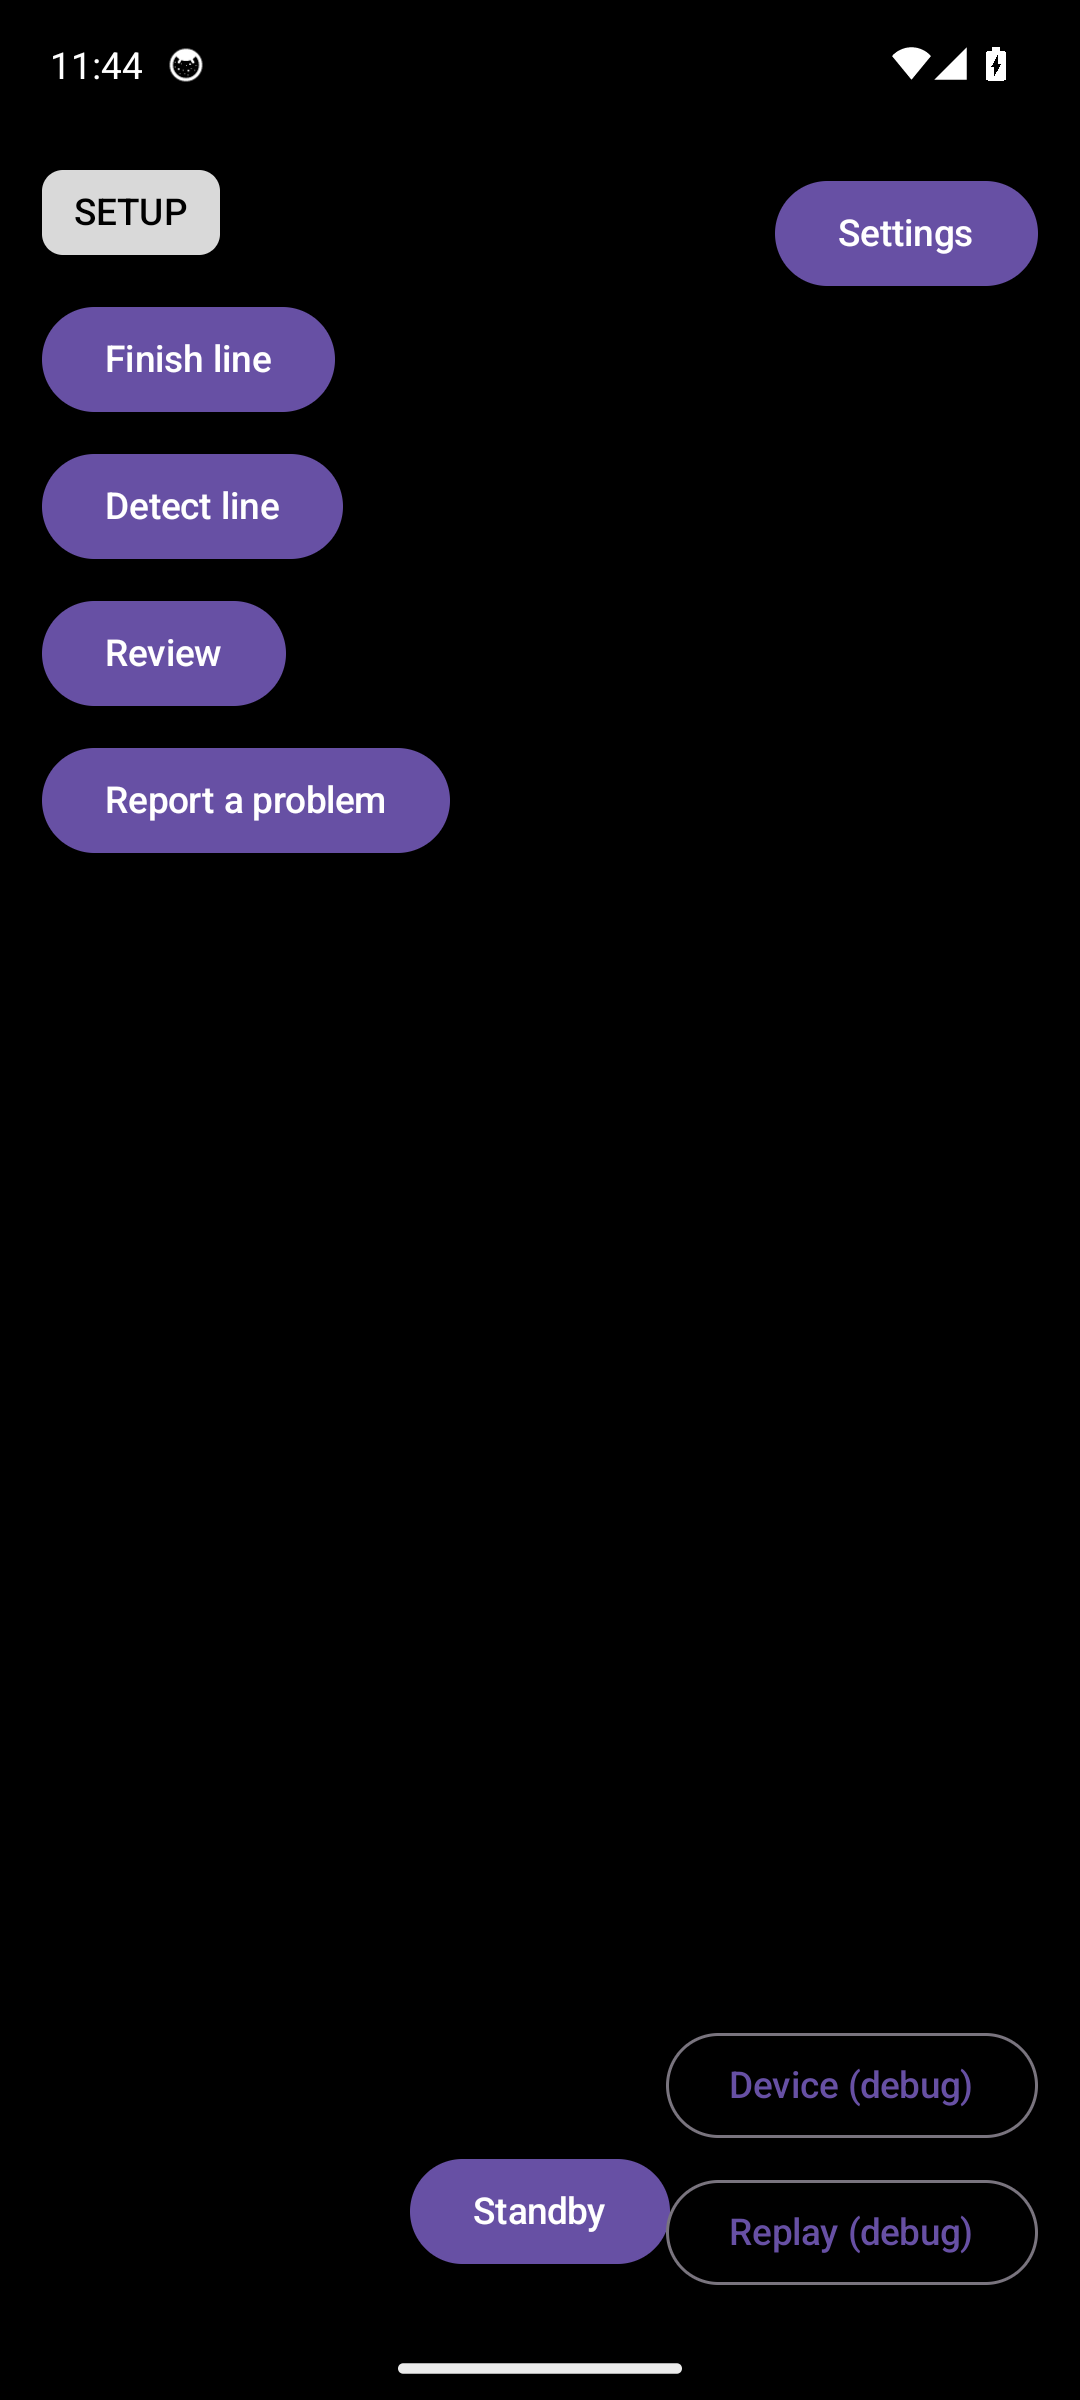 11:44
SETUP
Settings
Finish line
Detect line
Review
Report a problem
Device (debug)
Standby
Replay (debug)